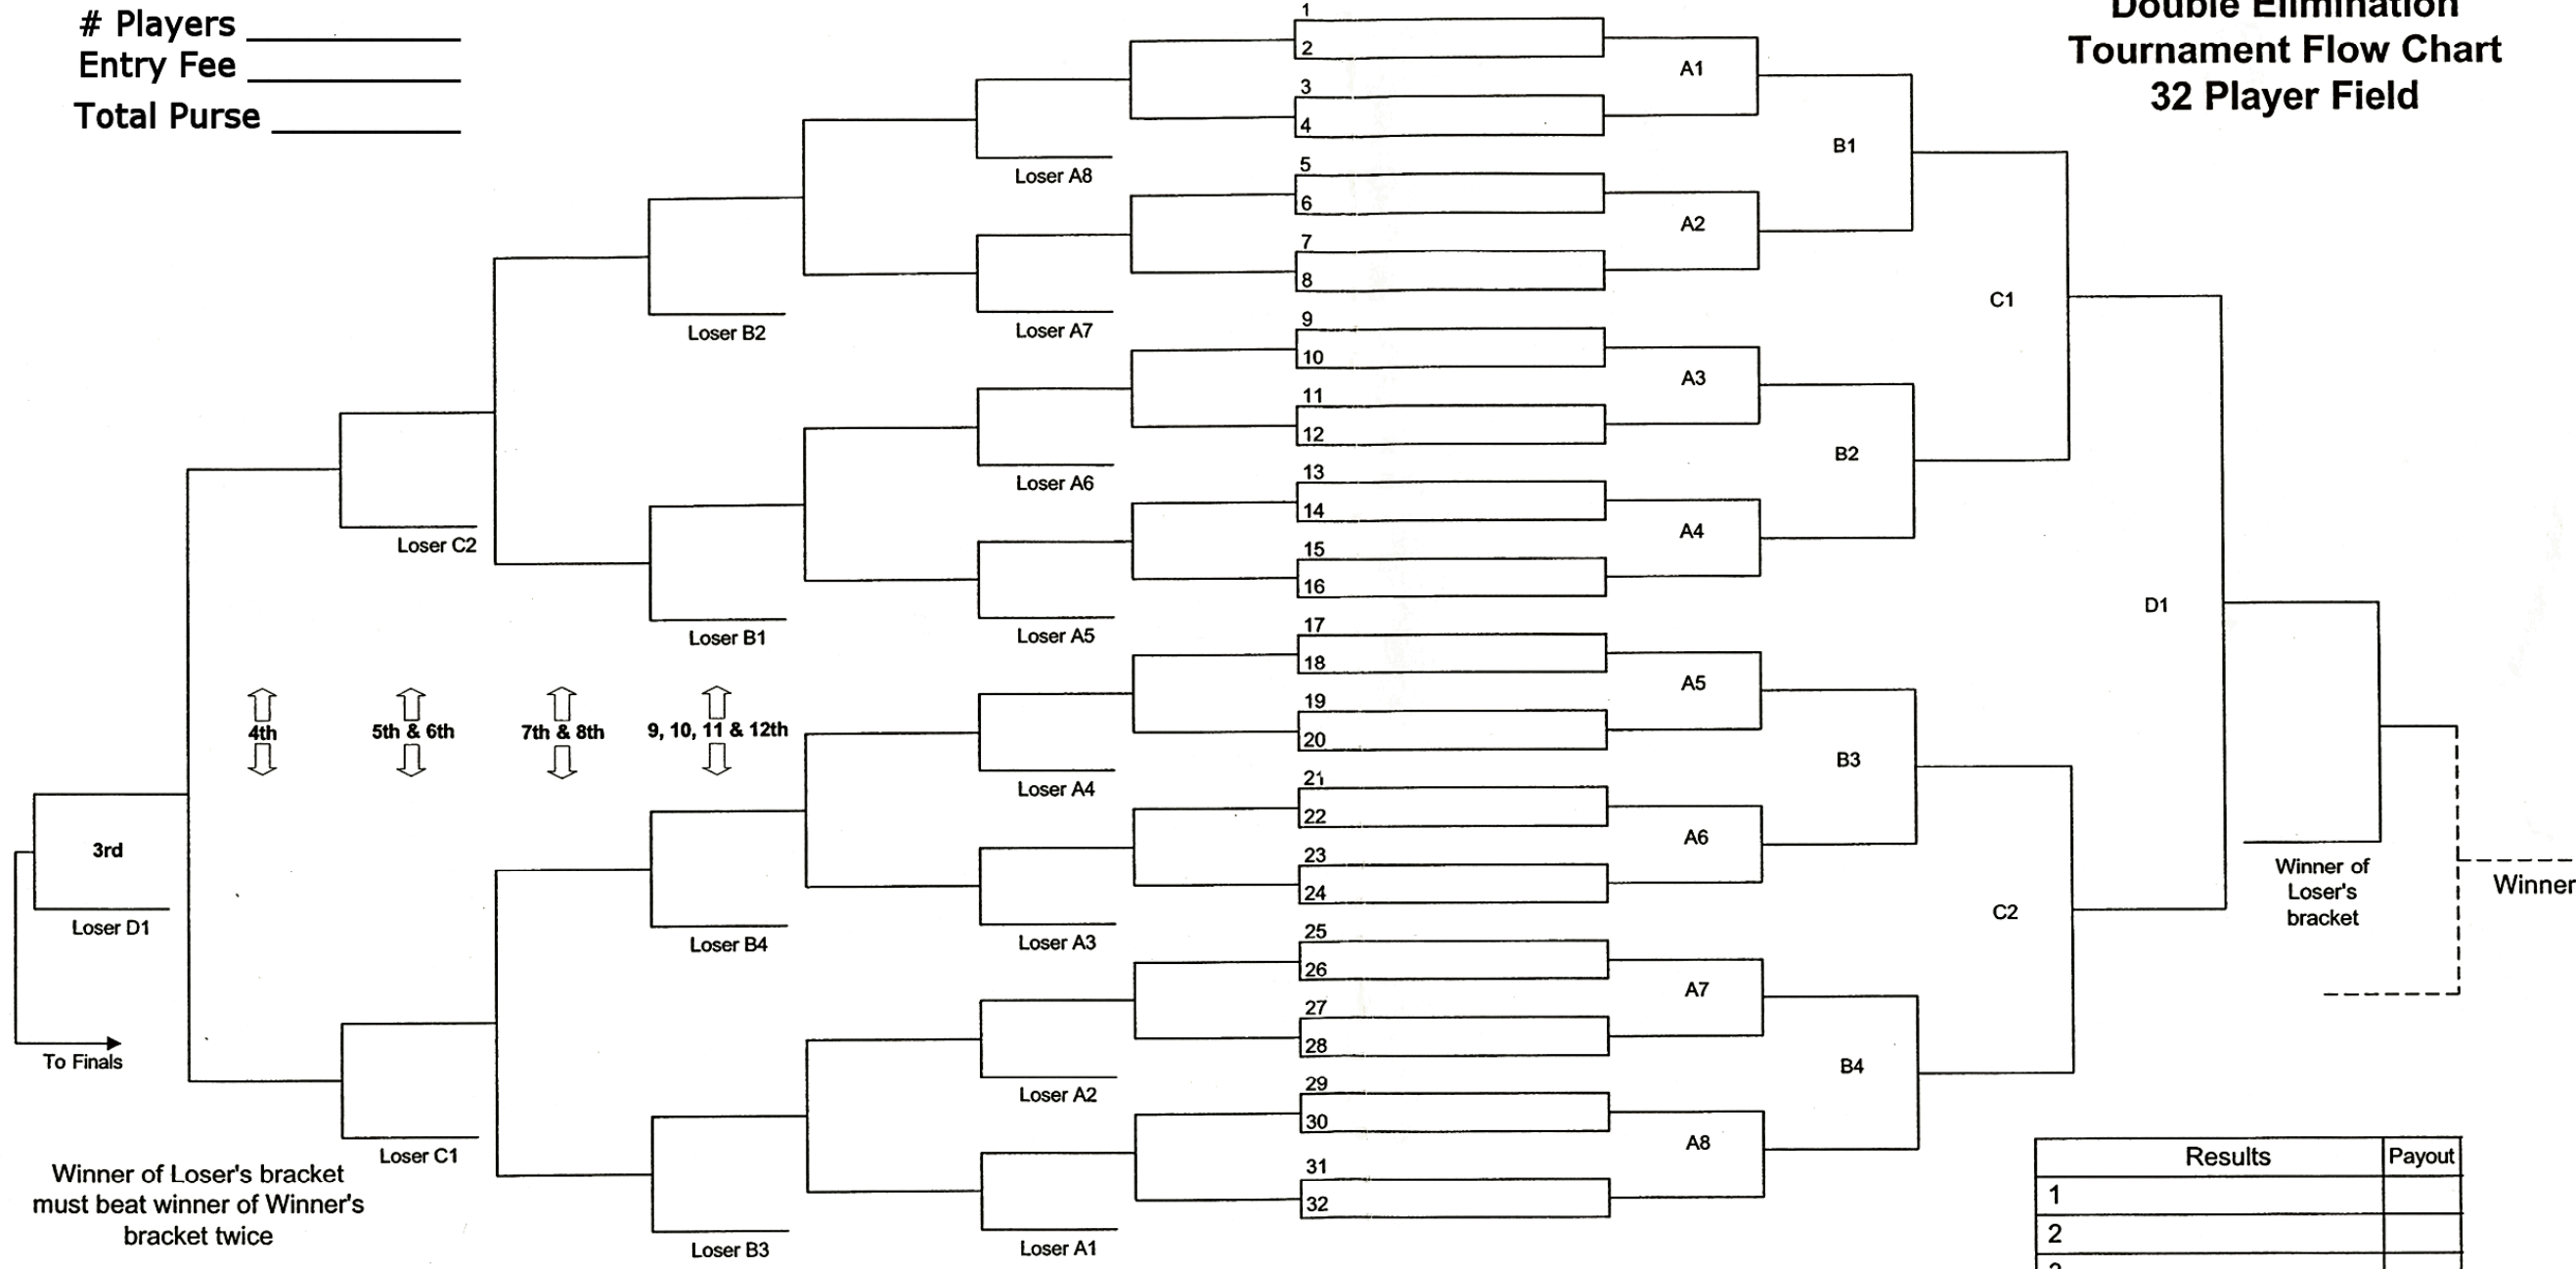 # Players
Entry Fee
Total Purse
Double Elimination
Tournament Flow Chart
32 Player Field
1
2
3
4
5
6
7
8
9
10
11
12
13
14
15
16
17
18
19
20
21
22
23
24
25
26
27
28
29
30
31
32
A1
A2
A3
A4
A5
A6
A7
A8
B1
B2
B3
B4
C1
C2
D1
Loser A8
Loser A7
Loser A6
Loser A5
Loser A4
Loser A3
Loser A2
Loser A1
Loser B2
Loser B1
Loser B4
Loser B3
Loser C2
Loser C1
4th
5th & 6th
7th & 8th
9, 10, 11 & 12th
3rd
Loser D1
To Finals
Winner of Loser's bracket
must beat winner of Winner's
bracket twice
Winner of
Loser's
bracket
Winner
Results Payout
1
2
3